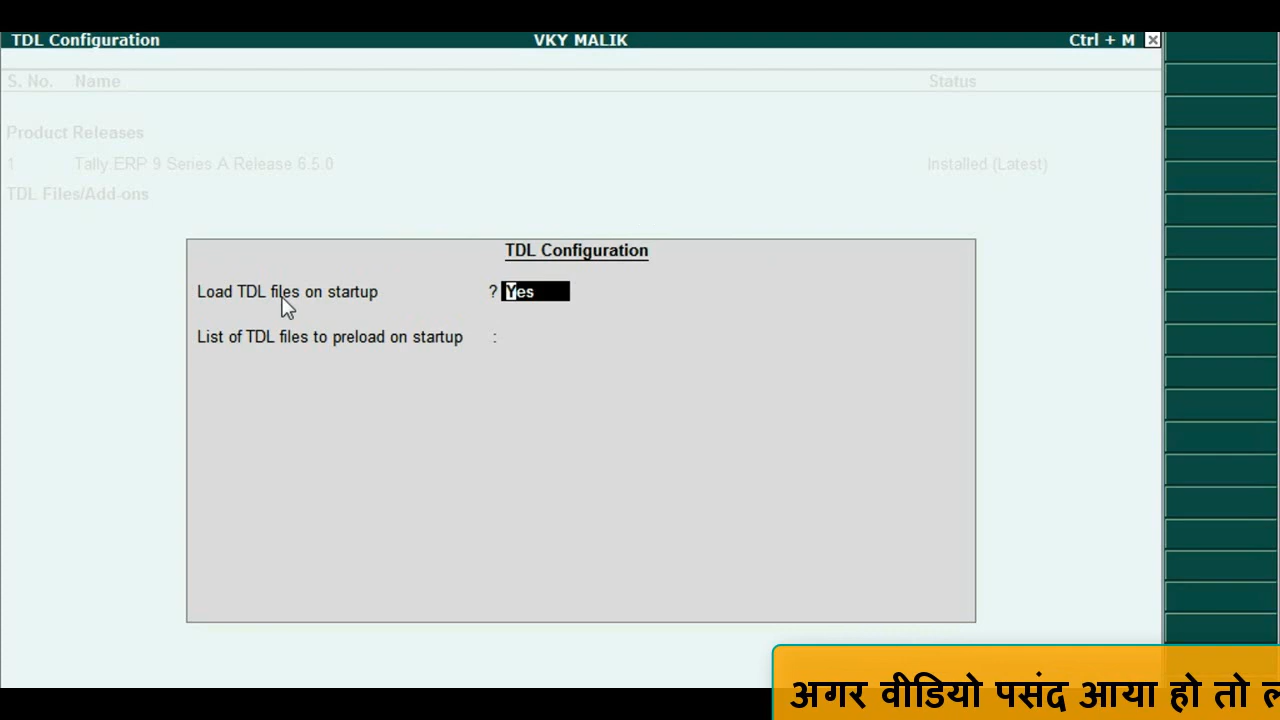 TDL Configuration VKY MALIK Ctrl + M
S. No. Name Status
Product Releases
1 Tally.ERP 9 Series A Release 6.5.0 Installed (Latest)
TDL Files/Add-ons
TDL Configuration
Load TDL files on startup ? Yes
List of TDL files to preload on startup :
अगर वीडियो पसंद आया हो तो